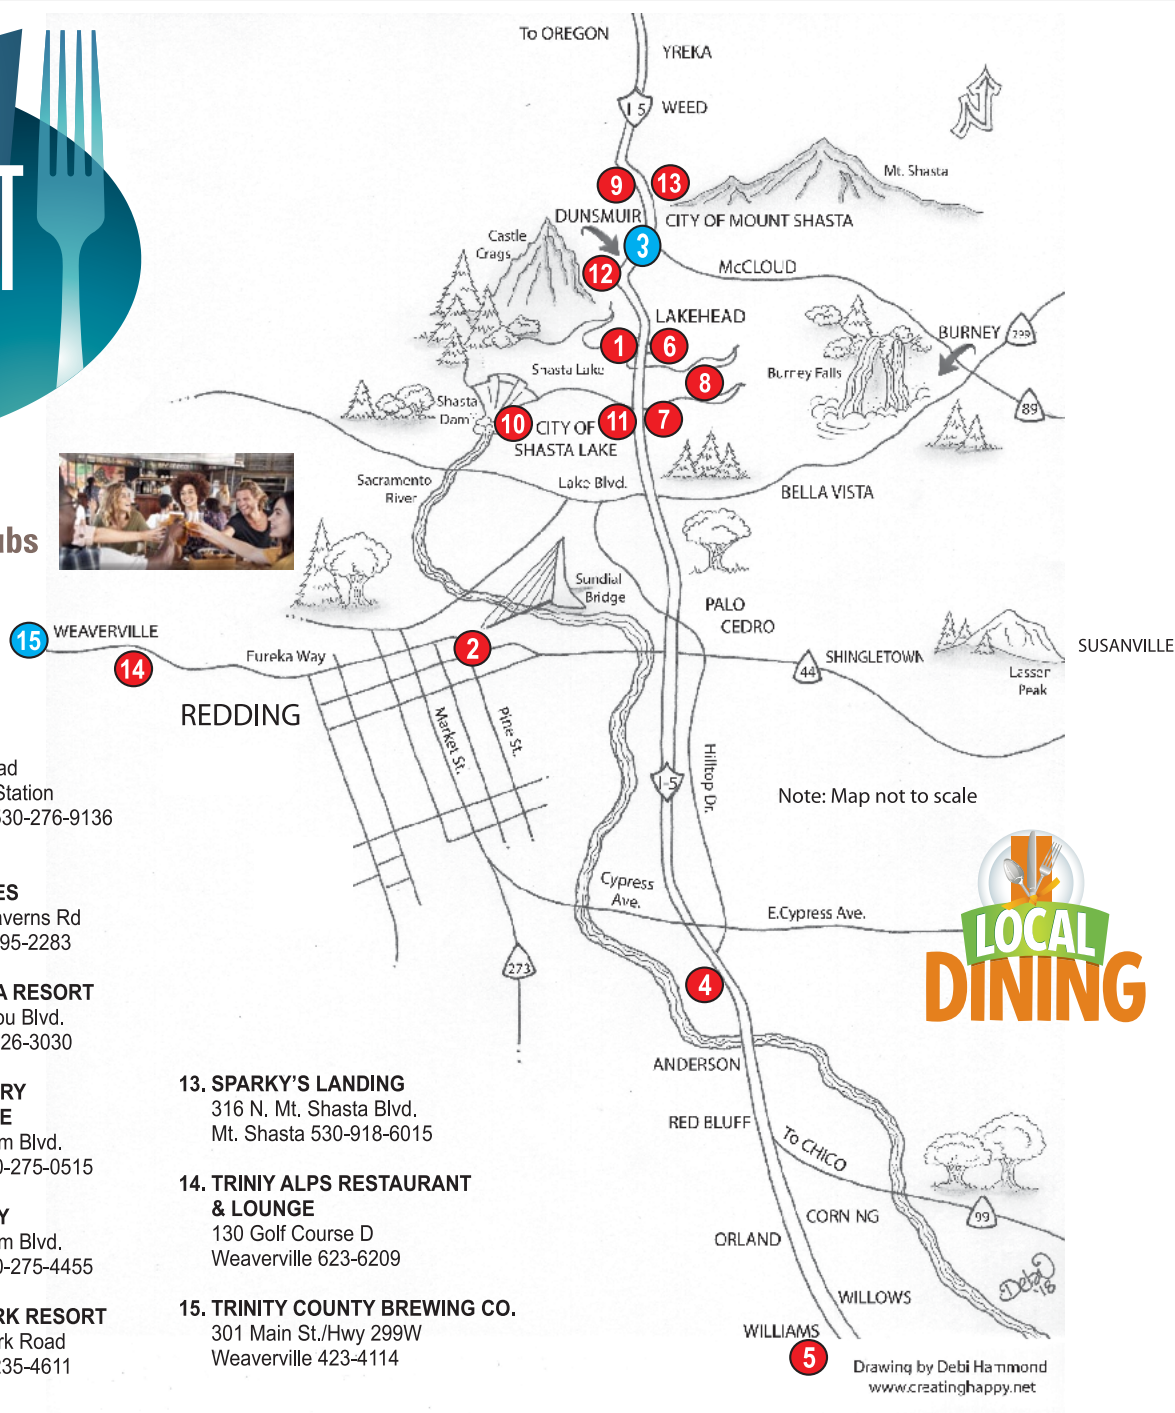 T
ubs
To OREGON
YREKA
I-5
WEED
N
Mt. Shasta
9
13
DUNSMUIR
CITY OF MOUNT SHASTA
Castle
Crags
3
12
McCLOUD
LAKEHEAD
BURNEY
299
1
6
Shasta Lake
Burney Falls
8
89
Shasta
Dam
10
CITY OF
SHASTA LAKE
11
7
Sacramento
River
Lake Blvd.
BELLA VISTA
Sundial
Bridge
PALO
CEDRO
15
WEAVERVILLE
14
Eureka Way
2
44
SHINGLETOWN
Lassen
Peak
SUSANVILLE
REDDING
Market St.
Pine St.
Hilltop Dr.
I-5
Note: Map not to scale
Cypress
Ave.
E.Cypress Ave.
LOCAL
DINING
273
4
ANDERSON
RED BLUFF
To CHICO
CORN NG
99
ORLAND
WILLOWS
WILLIAMS
5
Debi '18
Drawing by Debi Hammond
www.creatinghappy.net
ad
Station
530-276-9136
ES
averns Rd
95-2283
A RESORT
ou Blvd.
26-3030
RY
E
m Blvd.
0-275-0515
Y
m Blvd.
0-275-4455
RK RESORT
rk Road
235-4611
13. SPARKY'S LANDING
316 N. Mt. Shasta Blvd.
Mt. Shasta 530-918-6015
14. TRINIY ALPS RESTAURANT
& LOUNGE
130 Golf Course D
Weaverville 623-6209
15. TRINITY COUNTY BREWING CO.
301 Main St./Hwy 299W
Weaverville 423-4114